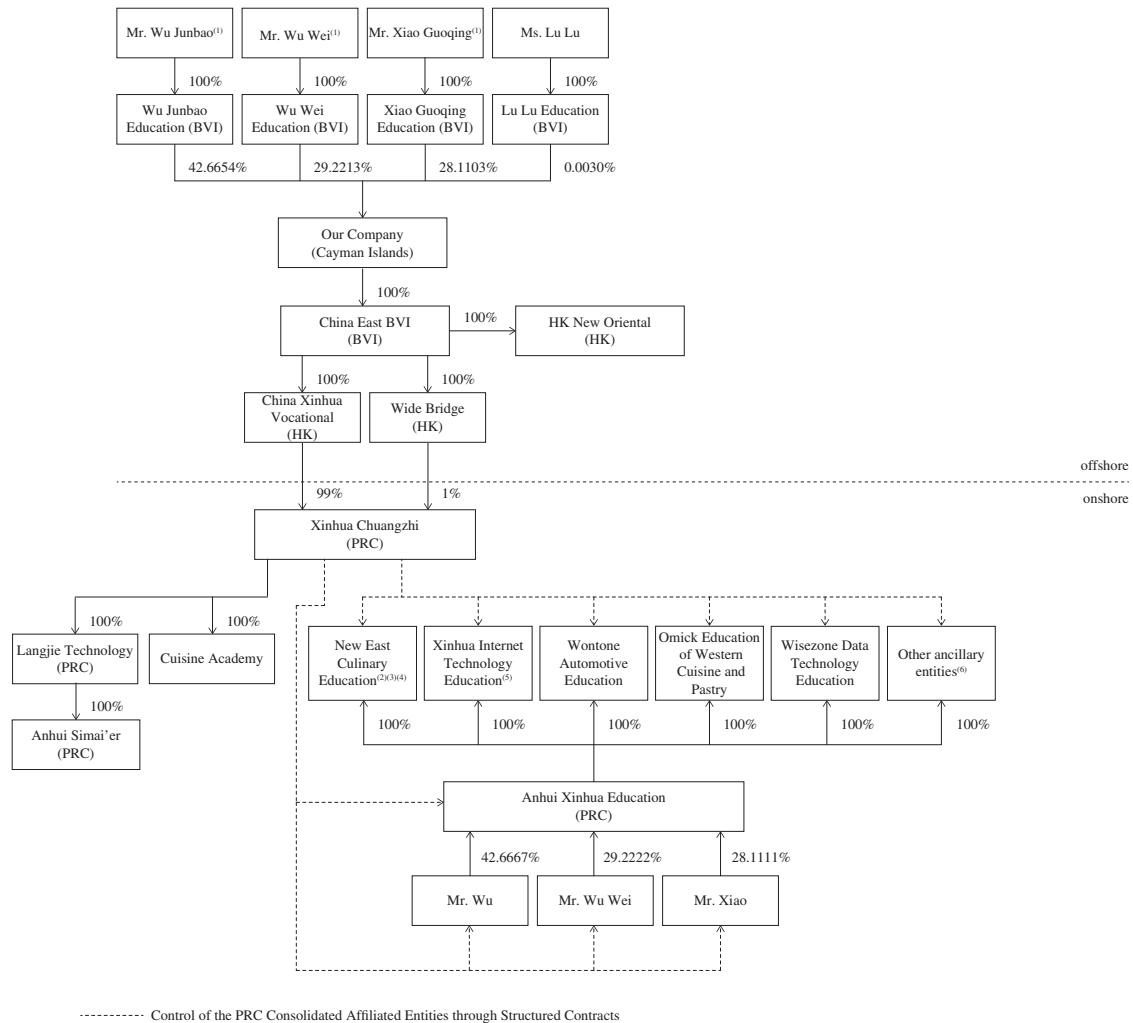 Mr. Wu Junbao(1)
Mr. Wu Wei(1)
Mr. Xiao Guoqing(1)
Ms. Lu Lu
100%
100%
100%
100%
Wu Junbao
Education (BVI)
Wu Wei
Education (BVI)
Xiao Guoqing
Education (BVI)
Lu Lu Education
(BVI)
42.6654%
29.2213%
28.1103%
0.0030%
Our Company
(Cayman Islands)
100%
China East BVI
(BVI)
100%
HK New Oriental
(HK)
100%
100%
China Xinhua
Vocational
(HK)
Wide Bridge
(HK)
offshore
onshore
99%
1%
Xinhua Chuangzhi
(PRC)
100%
100%
Langjie Technology
(PRC)
Cuisine Academy
New East
Culinary
Education(2)(3)(4)
Xinhua Internet
Technology
Education(5)
Wontone
Automotive
Education
Omick Education
of Western
Cuisine and
Pastry
Wisezone Data
Technology
Education
Other ancillary
entities(6)
100%
Anhui Simai'er
(PRC)
100%
100%
100%
100%
100%
100%
Anhui Xinhua Education
(PRC)
42.6667%
29.2222%
28.1111%
Mr. Wu
Mr. Wu Wei
Mr. Xiao
Control of the PRC Consolidated Affiliated Entities through Structured Contracts